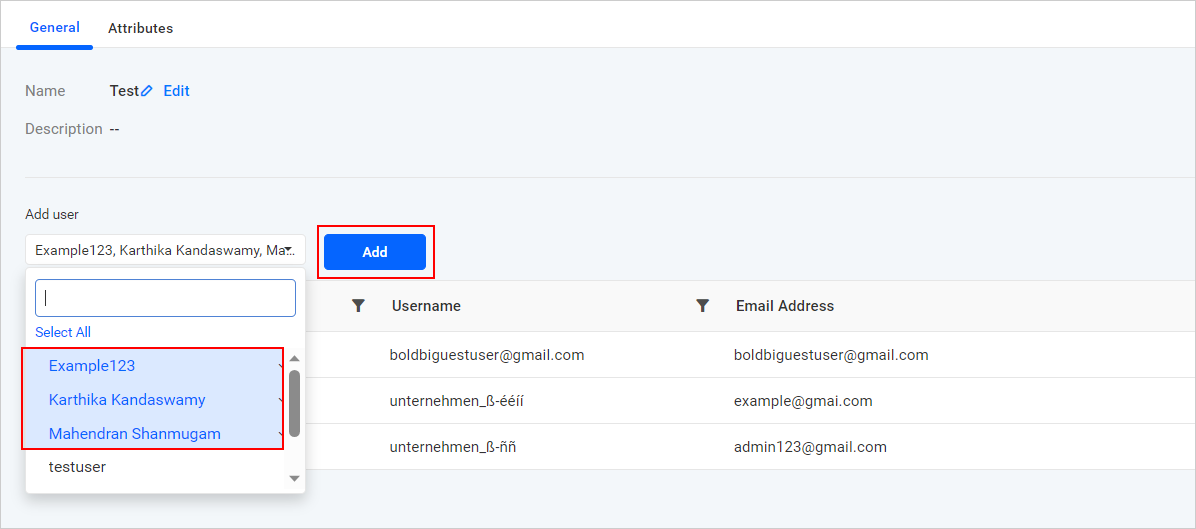 General Attributes
Name Test Edit
Description --
Add user
Example123, Karthika Kandaswamy, Ma...
Add
Select All
Example123
Karthika Kandaswamy
Mahendran Shanmugam
testuser
Username Email Address
boldbiguestuser@gmail.com boldbiguestuser@gmail.com
unternehmen_ß-ééíí example@gmai.com
unternehmen_ß-ññ admin123@gmail.com